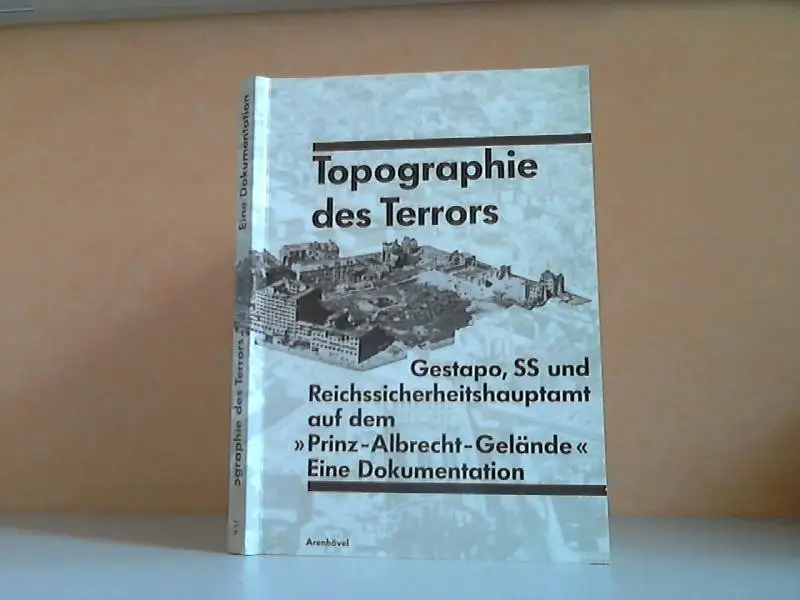 Topographie
des Terrors
Gestapo, SS und
Reichssicherheitshauptamt
auf dem
»Prinz-Albrecht-Gelände«
Eine Dokumentation
Arenhövel
ographie des Terrors
Eine Dokumentation